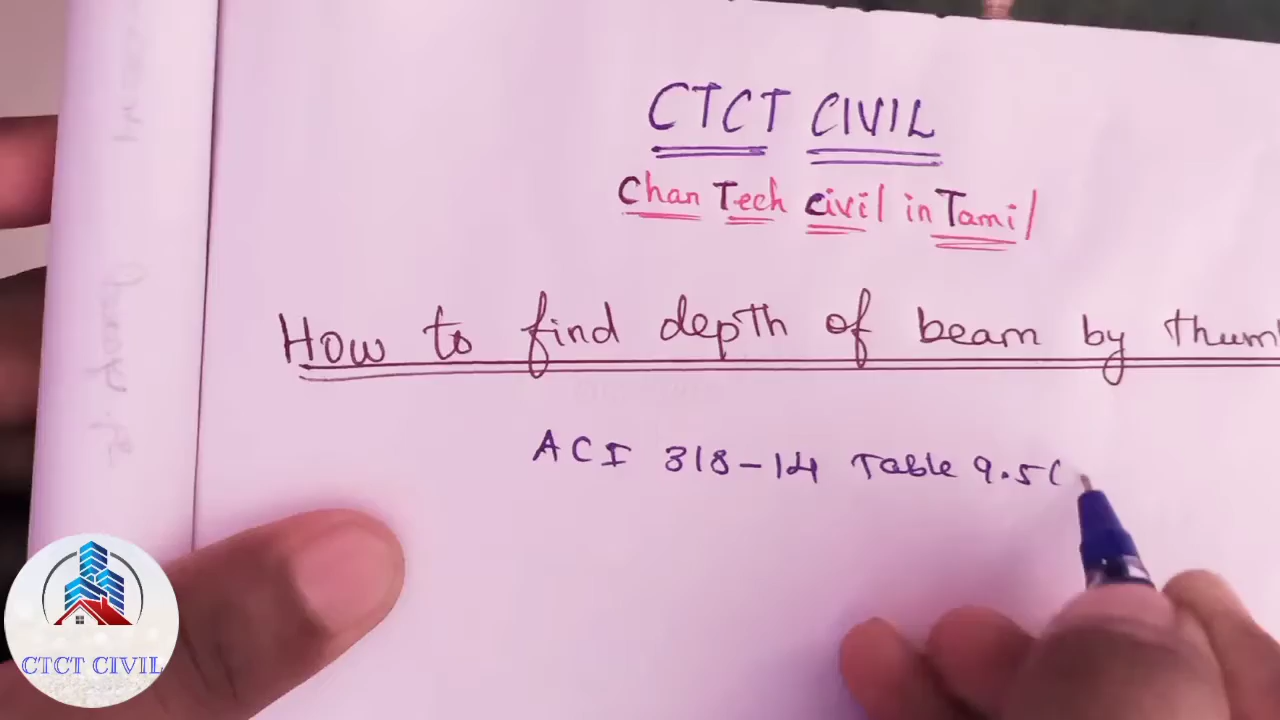 CTCT CIVIL
Chan Tech Civil in Tamil
How to find depth of beam by thum
ACI 318-14 Table 9.5(
CTCT CIVIL